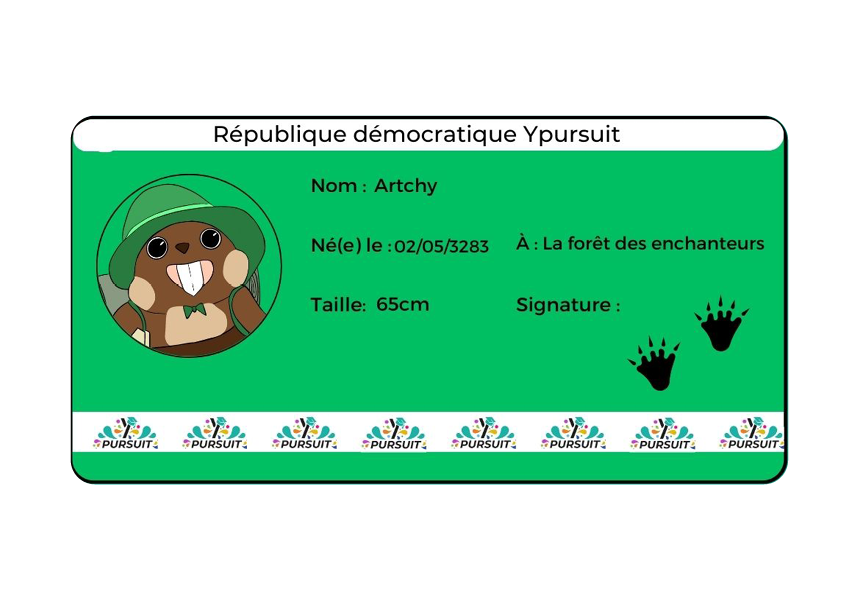 République démocratique Ypursuit
Nom : Artchy
Né(e) le : 02/05/3283 À : La forêt des enchanteurs
Taille: 65cm Signature :
Y PURSUIT Y PURSUIT Y PURSUIT Y PURSUIT Y PURSUIT Y PURSUIT Y PURSUIT Y PURSUIT